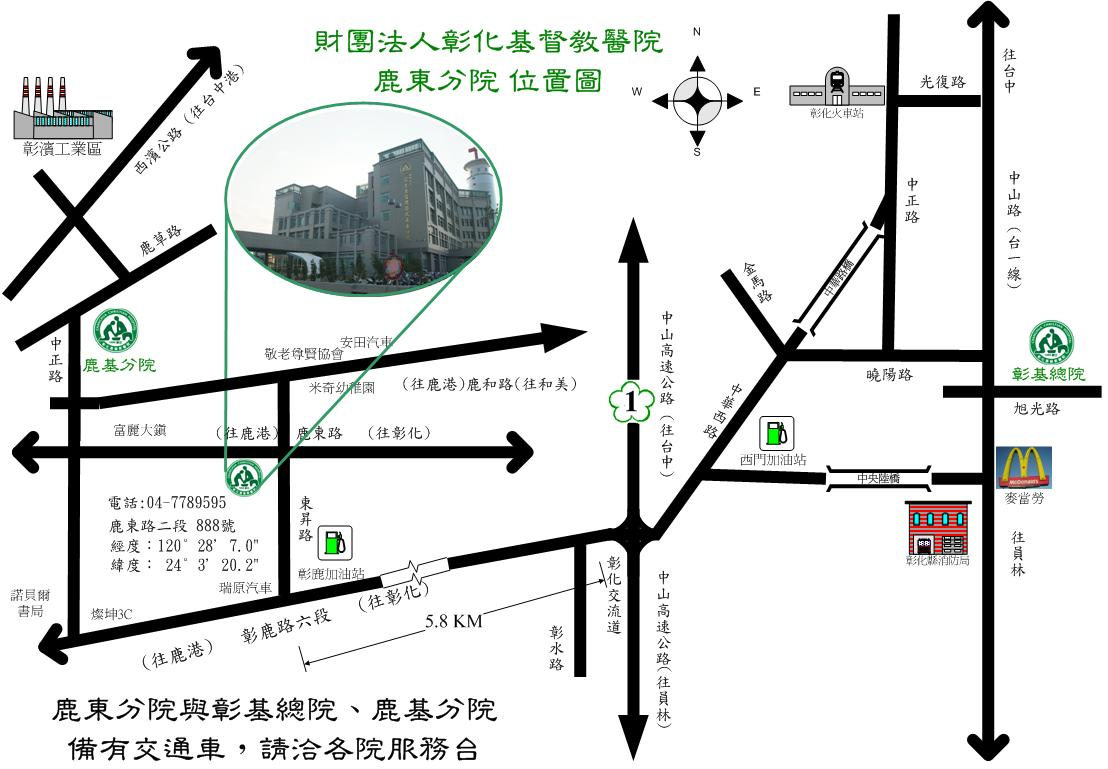 財團法人彰化基督教醫院
鹿東分院 位置圖
N
W
E
S
彰濱工業區
西濱公路(往台中港)
鹿草路
中正路
鹿基分院
敬老尊賢協會
安田汽車
米奇幼稚園
(往鹿港)鹿和路(往和美)
富麗大鎮
(往鹿港) 鹿東路 (往彰化)
電話:04-7789595
鹿東路二段 888號
經度:120° 28' 7.0"
緯度: 24° 3' 20.2"
東昇路
彰鹿加油站
瑞原汽車
諾貝爾
書局
燦坤3C
(往鹿港) 彰鹿路六段 (往彰化)
5.8 KM
彰水路
彰化交流道
中山高速公路(往台中)
1
中山高速公路(往員林)
金馬路
中華路橋
中華西路
西門加油站
中央陸橋
彰化火車站
光復路
中正路
往台中
中山路(台一線)
曉陽路
彰基總院
旭光路
McDonald's
麥當勞
彰化縣消防局
往員林
鹿東分院與彰基總院、鹿基分院
備有交通車,請洽各院服務台